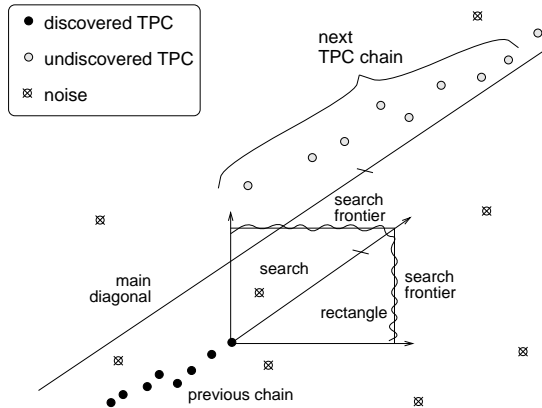 discovered TPC
undiscovered TPC
noise
next
TPC chain
search
frontier
search
main
diagonal
search
frontier
rectangle
previous chain